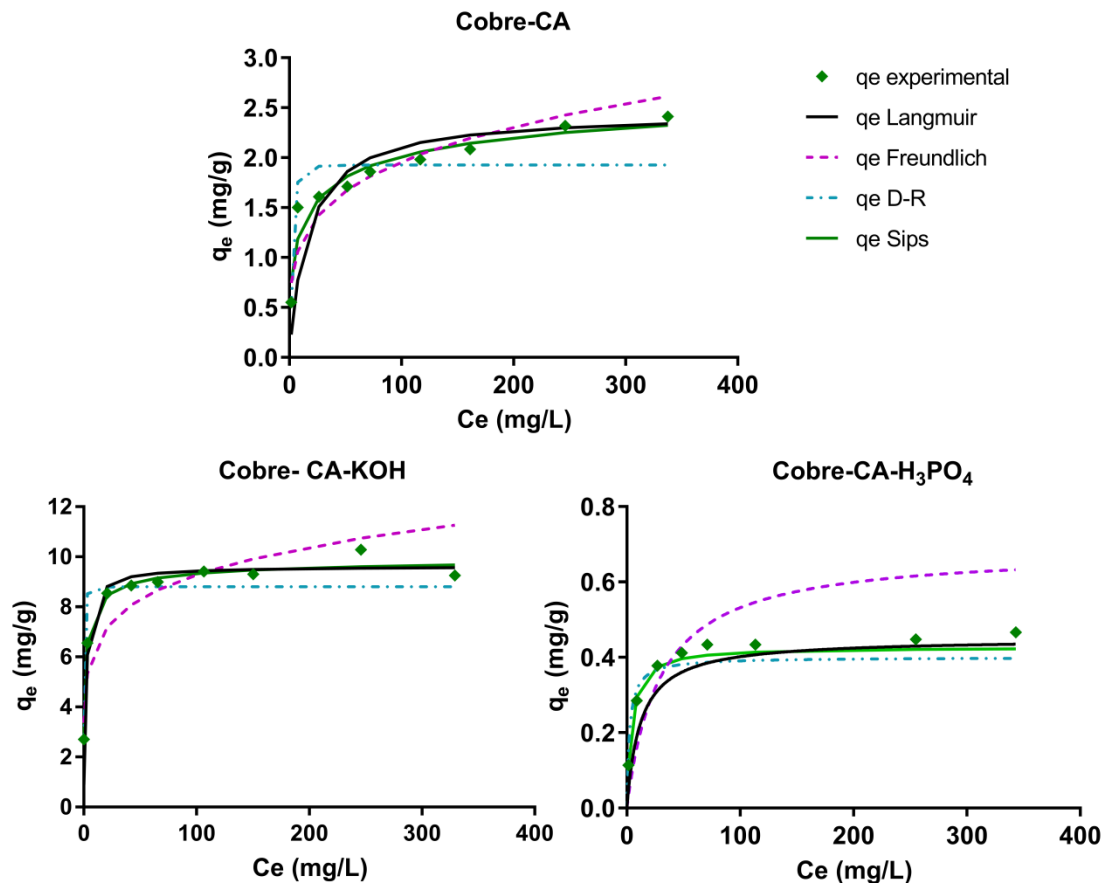 Cobre-CA
3.0
2.5
2.0
1.5
1.0
0.5
0.0
qe (mg/g)
0 100 200 300 400
Ce (mg/L)
qe experimental
qe Langmuir
qe Freundlich
qe D-R
qe Sips
Cobre- CA-KOH
12
10
8
6
4
2
0
qe (mg/g)
0 100 200 300 400
Ce (mg/L)
Cobre-CA-H₃PO₄
0.8
0.6
0.4
0.2
0.0
qe (mg/g)
0 100 200 300 400
Ce (mg/L)